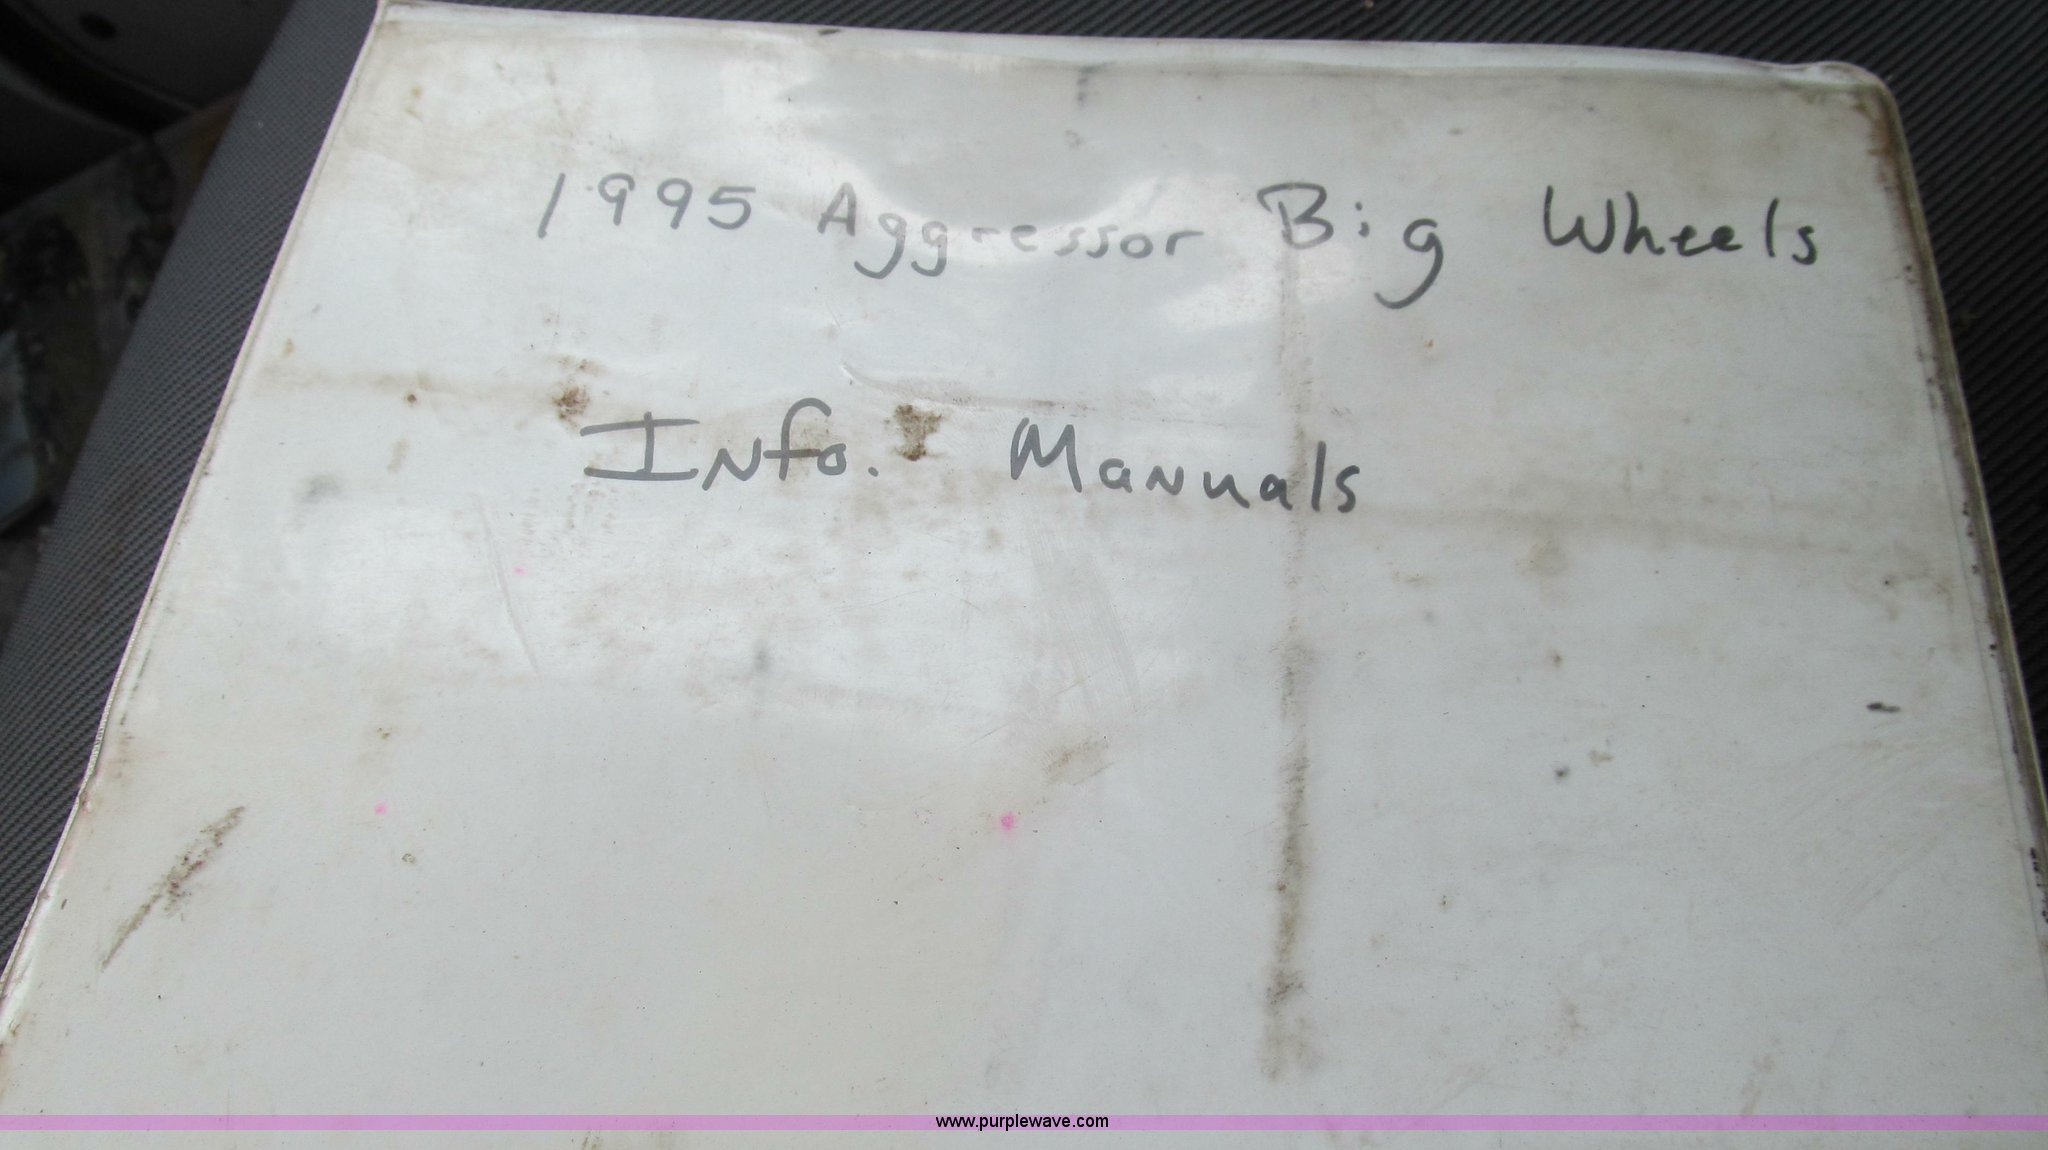 1995 Aggressor Big Wheels
Info. Manuals
www.purplewave.com